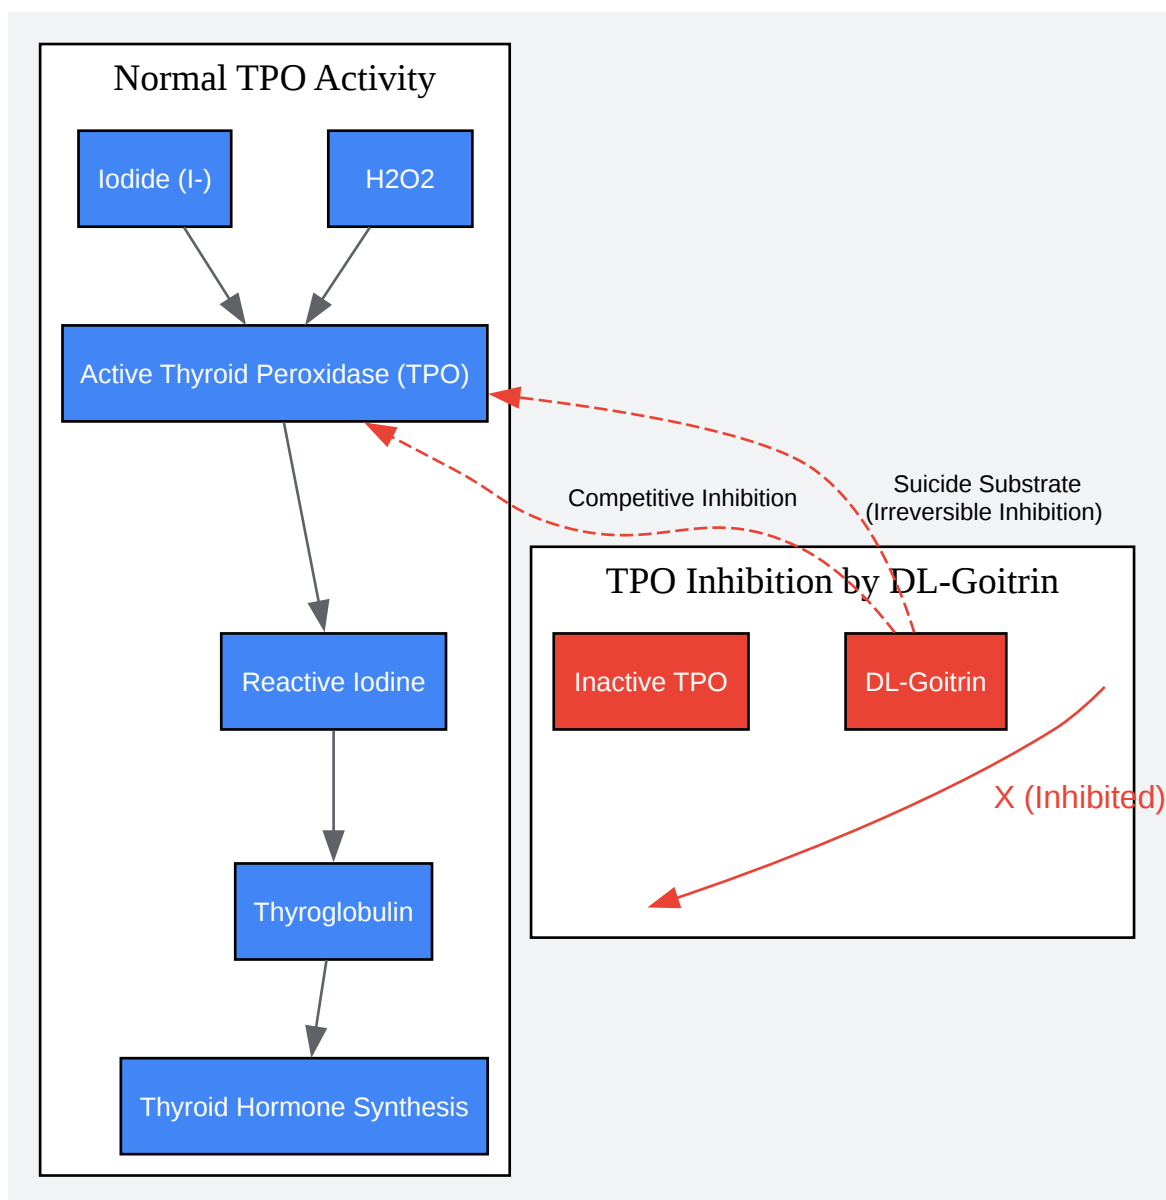 Normal TPO Activity
Iodide (I-)
H2O2
Active Thyroid Peroxidase (TPO)
Competitive Inhibition
Suicide Substrate
(Irreversible Inhibition)
TPO Inhibition by DL-Goitrin
Reactive Iodine
Inactive TPO
DL-Goitrin
X (Inhibited)
Thyroglobulin
Thyroid Hormone Synthesis